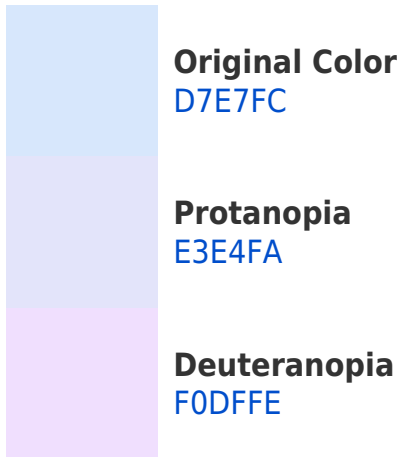 Original Color
D7E7FC
Protanopia
E3E4FA
Deuteranopia
F0DFFE